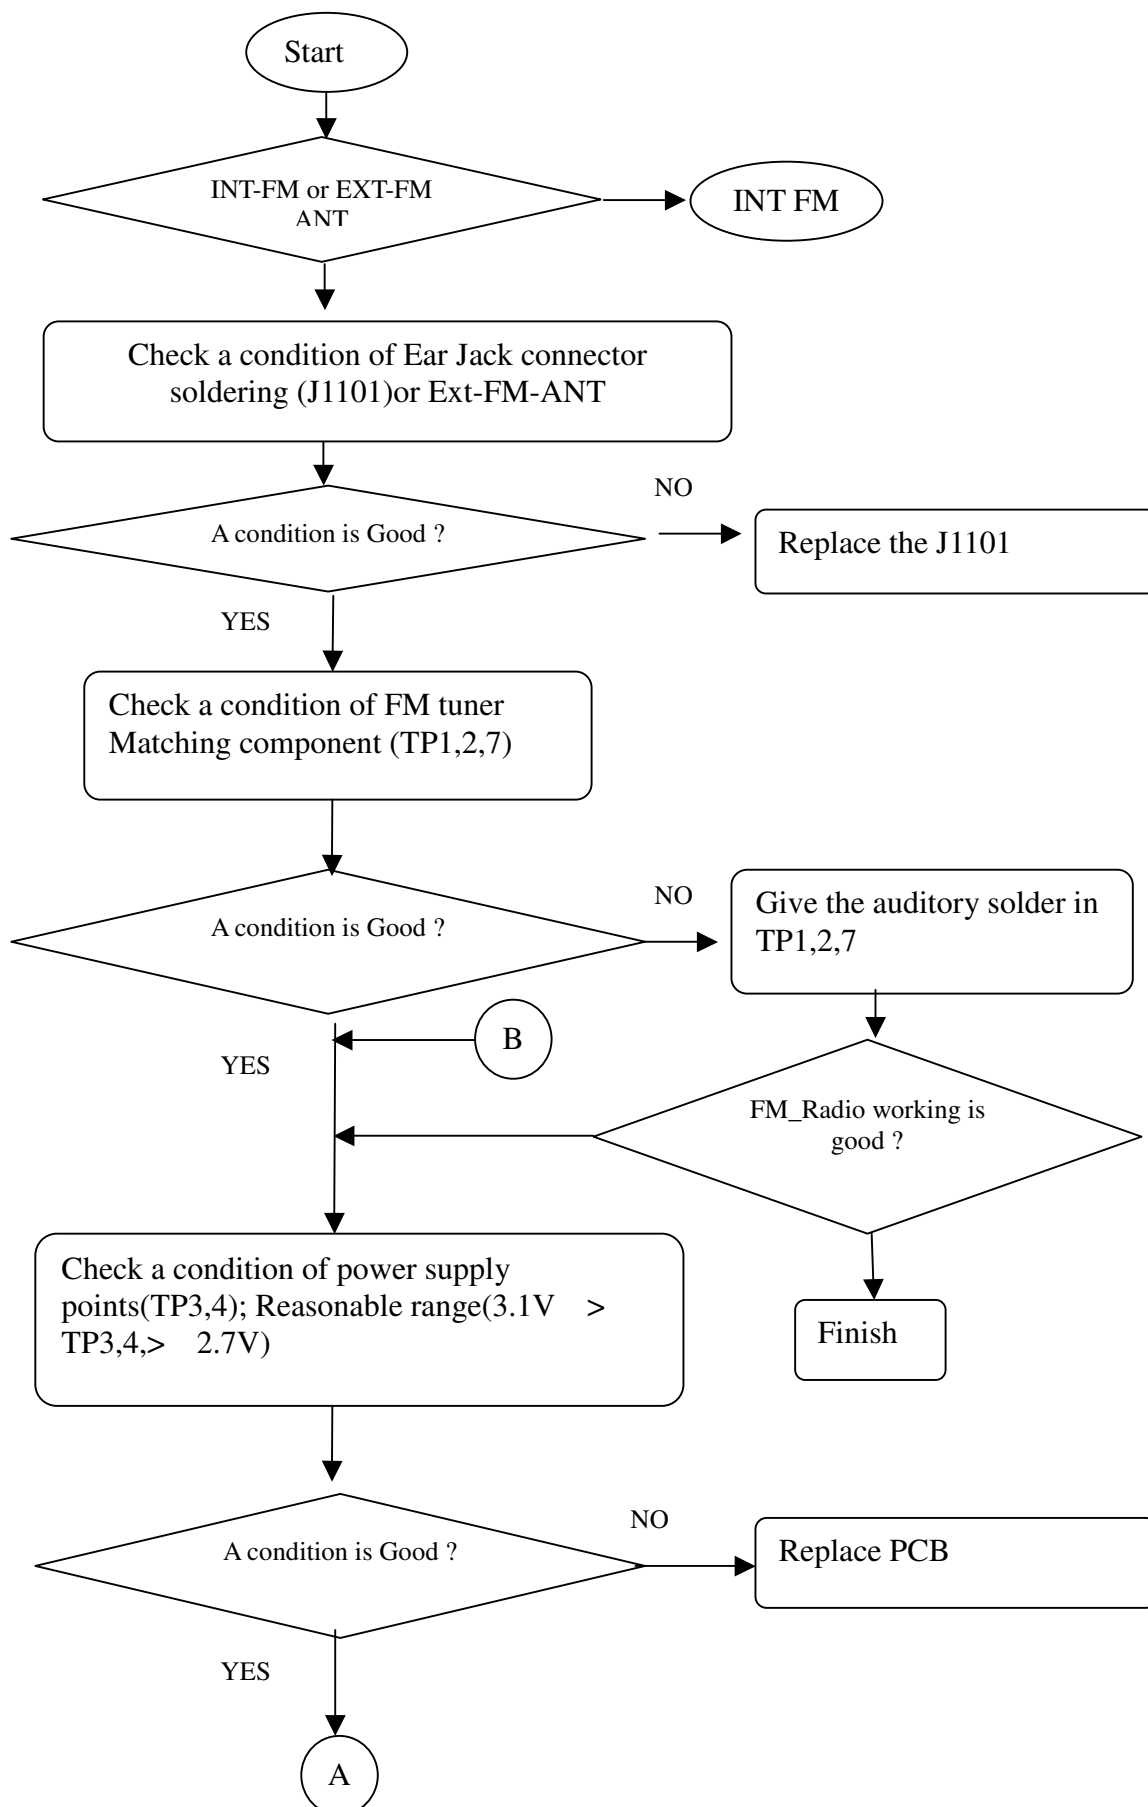 Start
INT-FM or EXT-FM
ANT
INT FM
Check a condition of Ear Jack connector
soldering (J1101)or Ext-FM-ANT
NO
A condition is Good ?
Replace the J1101
YES
Check a condition of FM tuner
Matching component (TP1,2,7)
NO
A condition is Good ?
Give the auditory solder in
TP1,2,7
B
YES
FM_Radio working is
good ?
Check a condition of power supply
points(TP3,4); Reasonable range(3.1V >
TP3,4,> 2.7V)
Finish
NO
A condition is Good ?
Replace PCB
YES
A